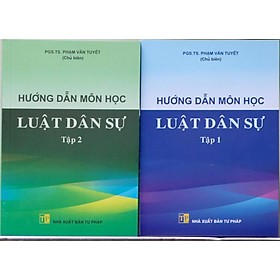 PGS.TS. PHẠM VĂN TUYẾT
(Chủ biên)
HƯỚNG DẪN MÔN HỌC
LUẬT DÂN SỰ
Tập 2
NHÀ XUẤT BẢN TƯ PHÁP
PGS.TS. PHẠM VĂN TUYẾT
(Chủ biên)
HƯỚNG DẪN MÔN HỌC
LUẬT DÂN SỰ
Tập 1
NHÀ XUẤT BẢN TƯ PHÁP